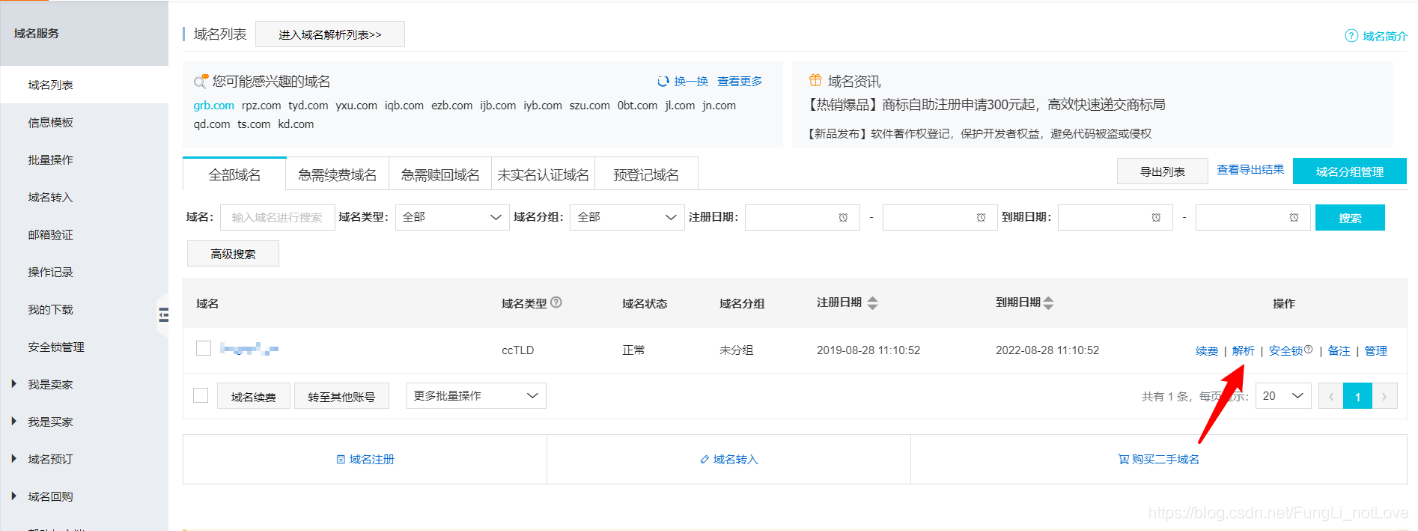 域名服务
域名列表
信息模板
批量操作
域名转入
邮箱验证
操作记录
我的下载
安全锁管理
我是卖家
我是买家
域名预订
域名回购
域名列表 进入域名解析列表>> 域名简介
您可能感兴趣的域名 换一换 查看更多
grb.com rpz.com tyd.com yxu.com iqb.com ezb.com ijb.com iyb.com szu.com 0bt.com jl.com jn.com
qd.com ts.com kd.com
域名资讯
【热销爆品】商标自助注册申请300元起，高效快速递交商标局
【新品发布】软件著作权登记，保护开发者权益，避免代码被盗或侵权
全部域名 急需续费域名 急需赎回域名 未实名认证域名 预登记域名 导出列表 查看导出结果 域名分组管理
域名： 输入域名进行搜索 域名类型： 全部 域名分组： 全部 注册日期： - 到期日期： - 搜索
高级搜索
域名 域名类型 域名状态 域名分组 注册日期 到期日期 操作
ccTLD 正常 未分组 2019-08-28 11:10:52 2022-08-28 11:10:52 续费 | 解析 | 安全锁 | 备注 | 管理
域名续费 转至其他账号 更多批量操作 共有 1 条，每页显示： 20 ‹ 1 ›
域名注册 域名转入 购买二手域名
https://blog.csdn.net/FungLi_notLove